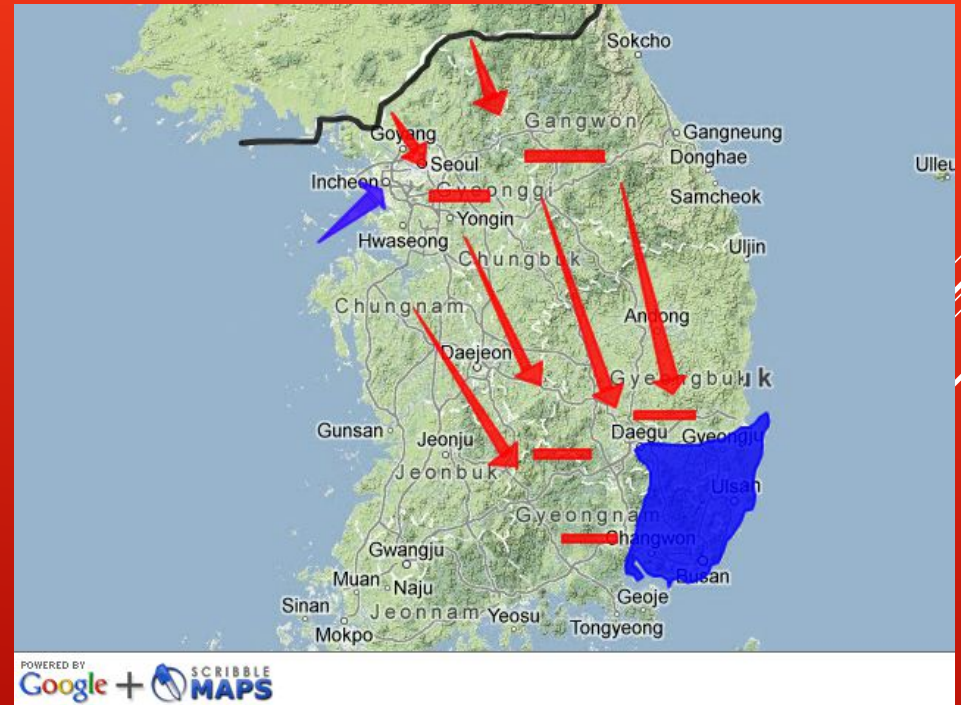 Sokcho
Gangwon
Goyang
Gangneung
Seoul
Donghae
Incheon
Gyeonggi
Samcheok
Yongin
Hwaseong
Uljin
Chungbuk
Chungnam
Andong
Daejeon
Gyeongbuk
Gunsan
Jeonju
Daegu
Gyeongju
Jeonbuk
Ulsan
Gyeongnam
Changwon
Gwangju
Busan
Muan
Naju
Geoje
Sinan
Jeonnam
Yeosu
Tongyeong
Mokpo
POWERED BY
Google + SCRIBBLE MAPS